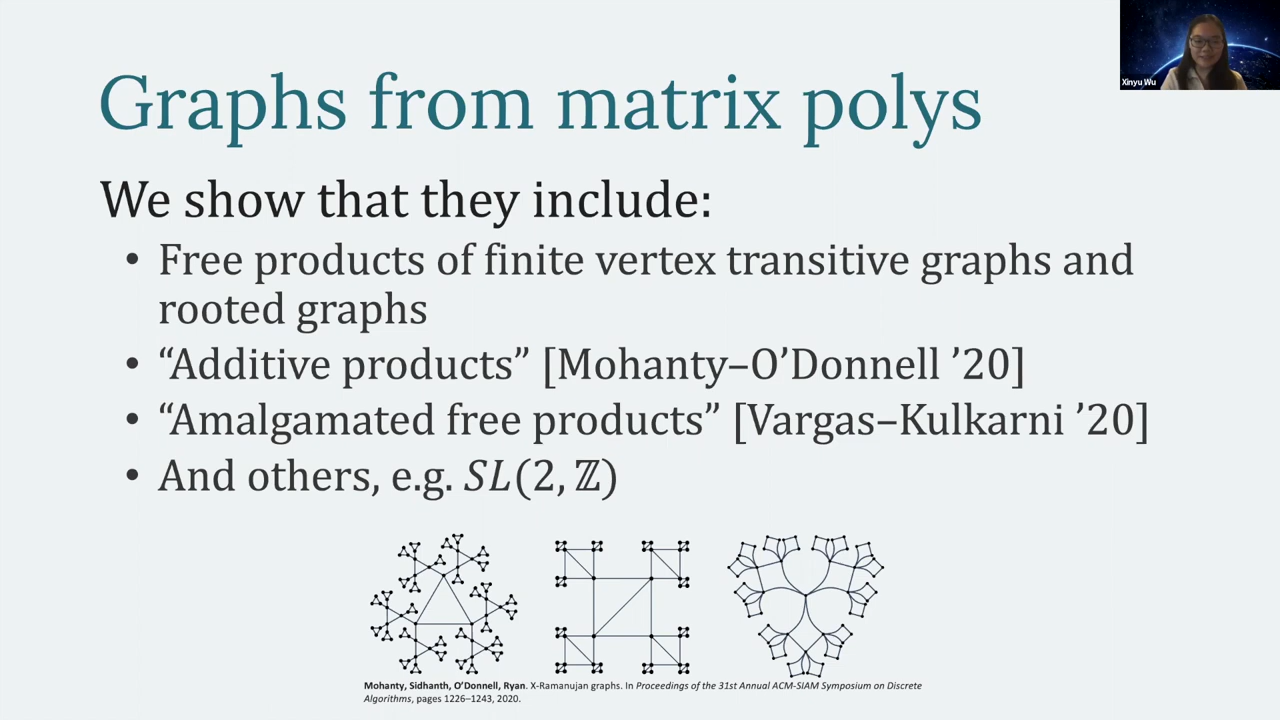 Xinyu Wu
Graphs from matrix polys
We show that they include:
• Free products of finite vertex transitive graphs and
rooted graphs
• “Additive products” [Mohanty–O’Donnell ’20]
• “Amalgamated free products” [Vargas–Kulkarni ’20]
• And others, e.g. SL(2, ℤ)
Mohanty, Sidhanth, O’Donnell, Ryan. X-Ramanujan graphs. In Proceedings of the 31st Annual ACM-SIAM Symposium on Discrete
Algorithms, pages 1226–1243, 2020.